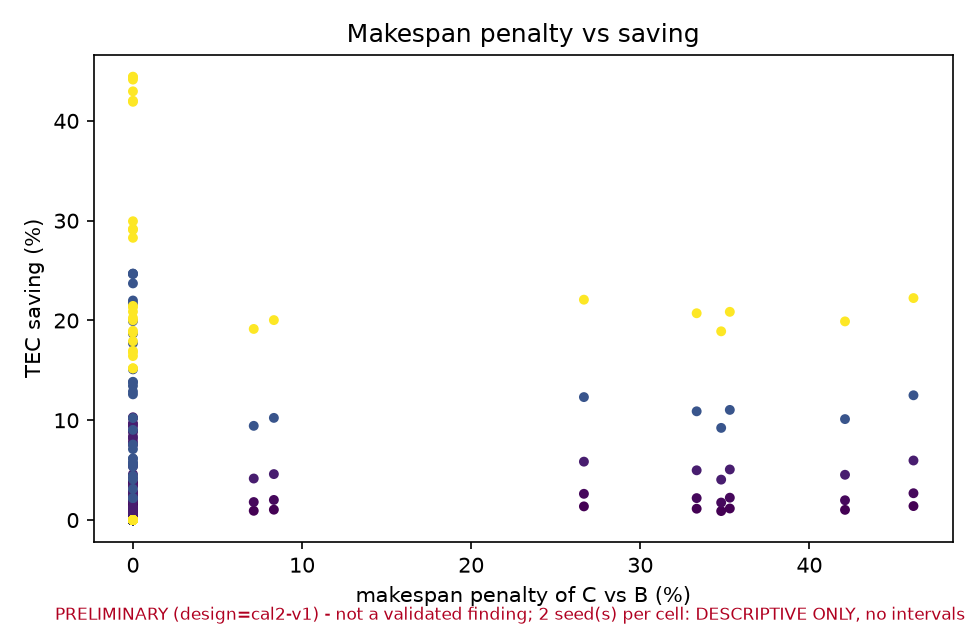 Makespan penalty vs saving
TEC saving (%)
40
30
20
10
0
0 10 20 30 40
makespan penalty of C vs B (%)
PRELIMINARY (design=cal2-v1) - not a validated finding; 2 seed(s) per cell: DESCRIPTIVE ONLY, no intervals